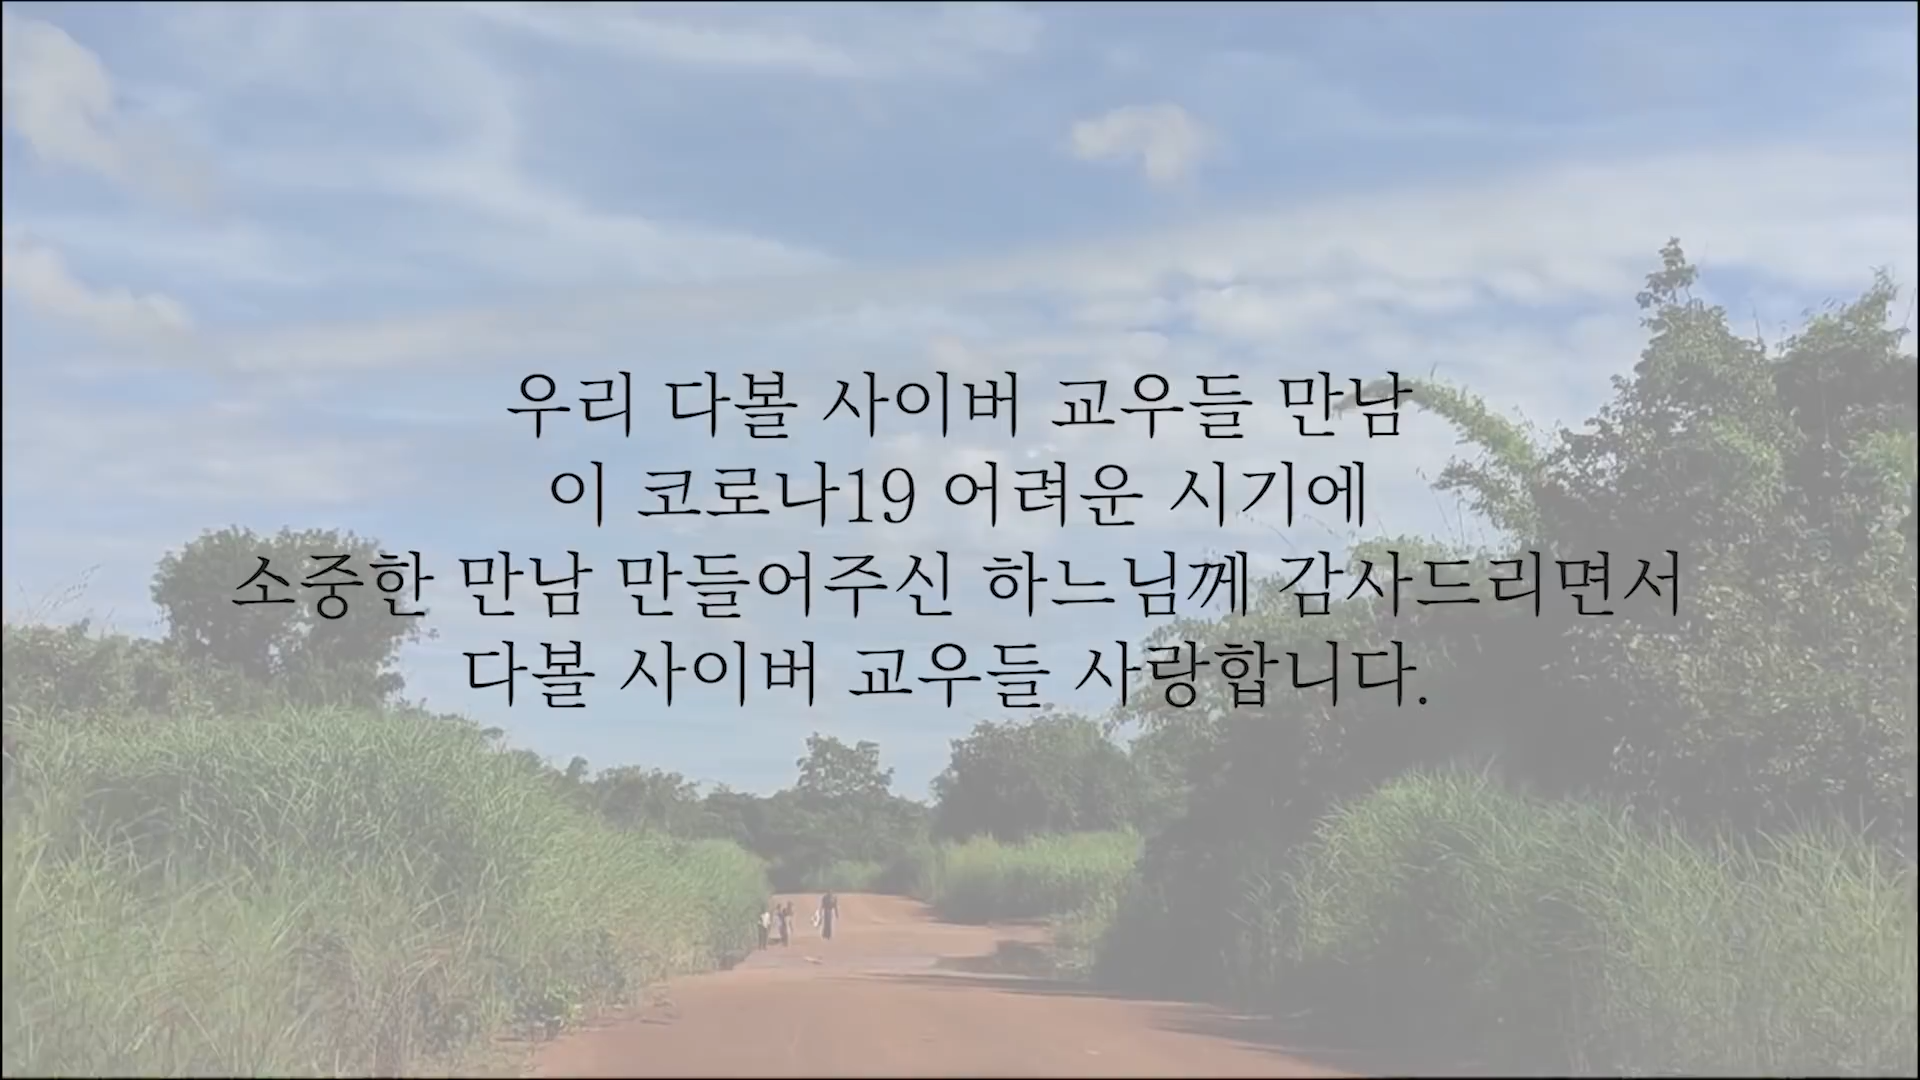 우리 다볼 사이버 교우들 만남
이 코로나19 어려운 시기에
소중한 만남 만들어주신 하느님께 감사드리면서
다볼 사이버 교우들 사랑합니다.